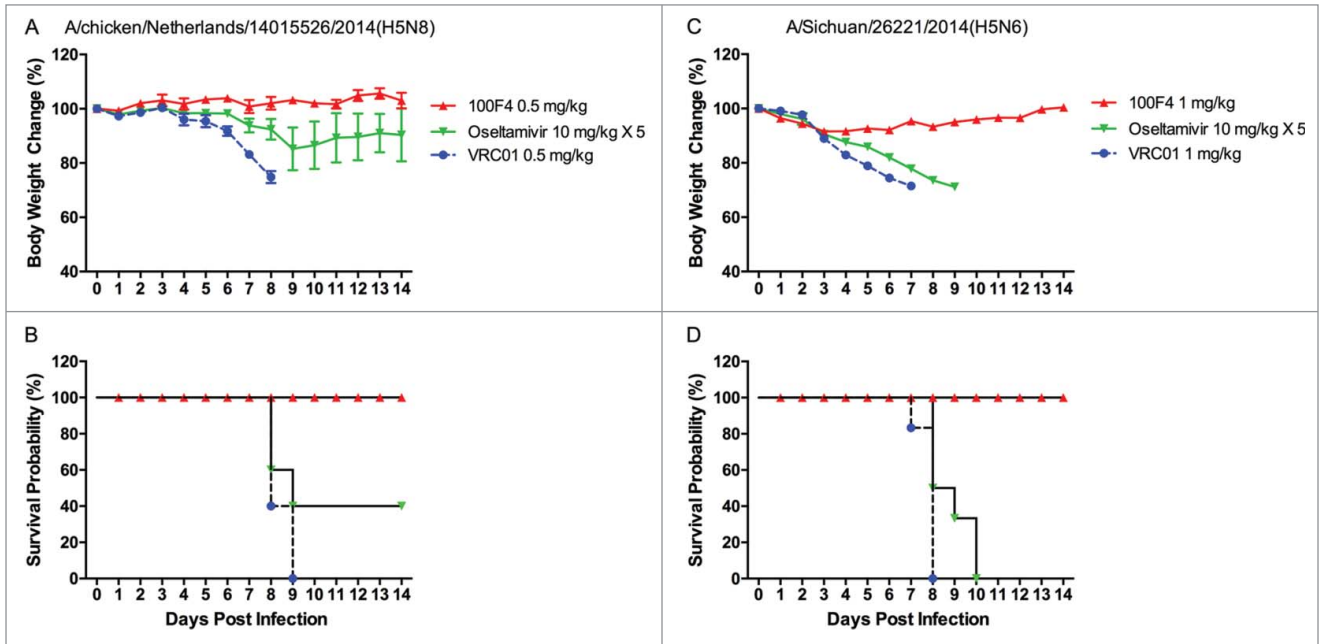 A A/chicken/Netherlands/14015526/2014(H5N8)
Body Weight Change (%)
120
100
80
60
40
0 1 2 3 4 5 6 7 8 9 10 11 12 13 14
100F4 0.5 mg/kg
Oseltamivir 10 mg/kg X 5
VRC01 0.5 mg/kg
C A/Sichuan/26221/2014(H5N6)
Body Weight Change (%)
120
100
80
60
40
0 1 2 3 4 5 6 7 8 9 10 11 12 13 14
100F4 1 mg/kg
Oseltamivir 10 mg/kg X 5
VRC01 1 mg/kg
B
Survival Probability (%)
120
100
80
60
40
20
0
0 1 2 3 4 5 6 7 8 9 10 11 12 13 14
Days Post Infection
D
Survival Probability (%)
120
100
80
60
40
20
0
0 1 2 3 4 5 6 7 8 9 10 11 12 13 14
Days Post Infection